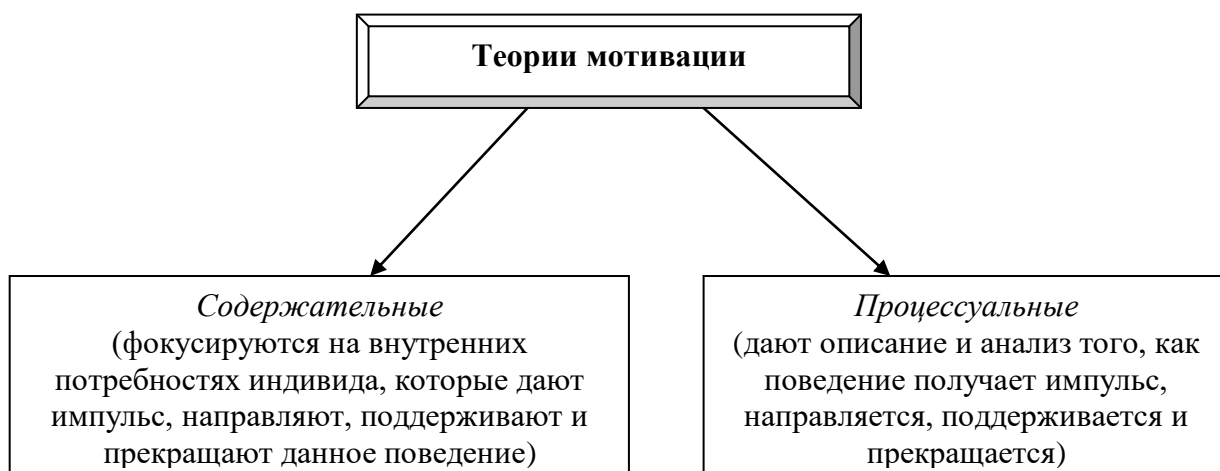 Теории мотивации
Содержательные
(фокусируются на внутренних
потребностях индивида, которые дают
импульс, направляют, поддерживают и
прекращают данное поведение)
Процессуальные
(дают описание и анализ того, как
поведение получает импульс,
направляется, поддерживается и
прекращается)